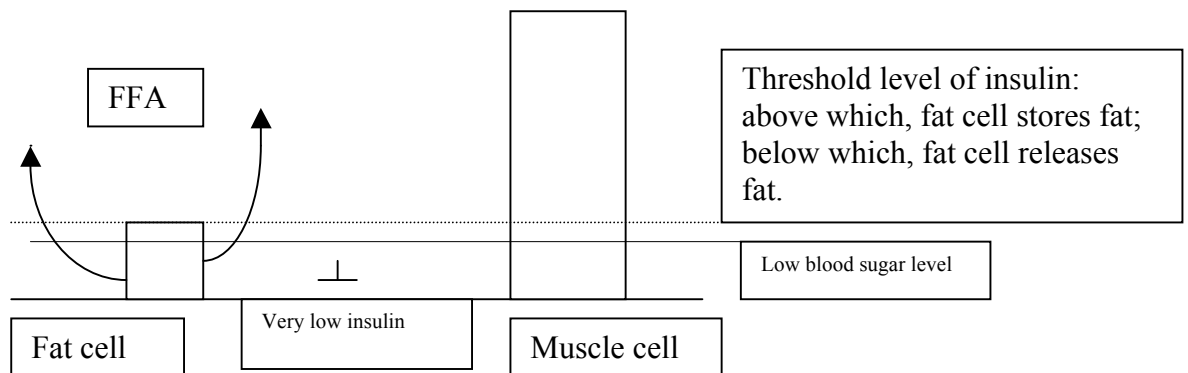 FFA
Threshold level of insulin:
above which, fat cell stores fat;
below which, fat cell releases
fat.
Low blood sugar level
Very low insulin
Fat cell
Muscle cell